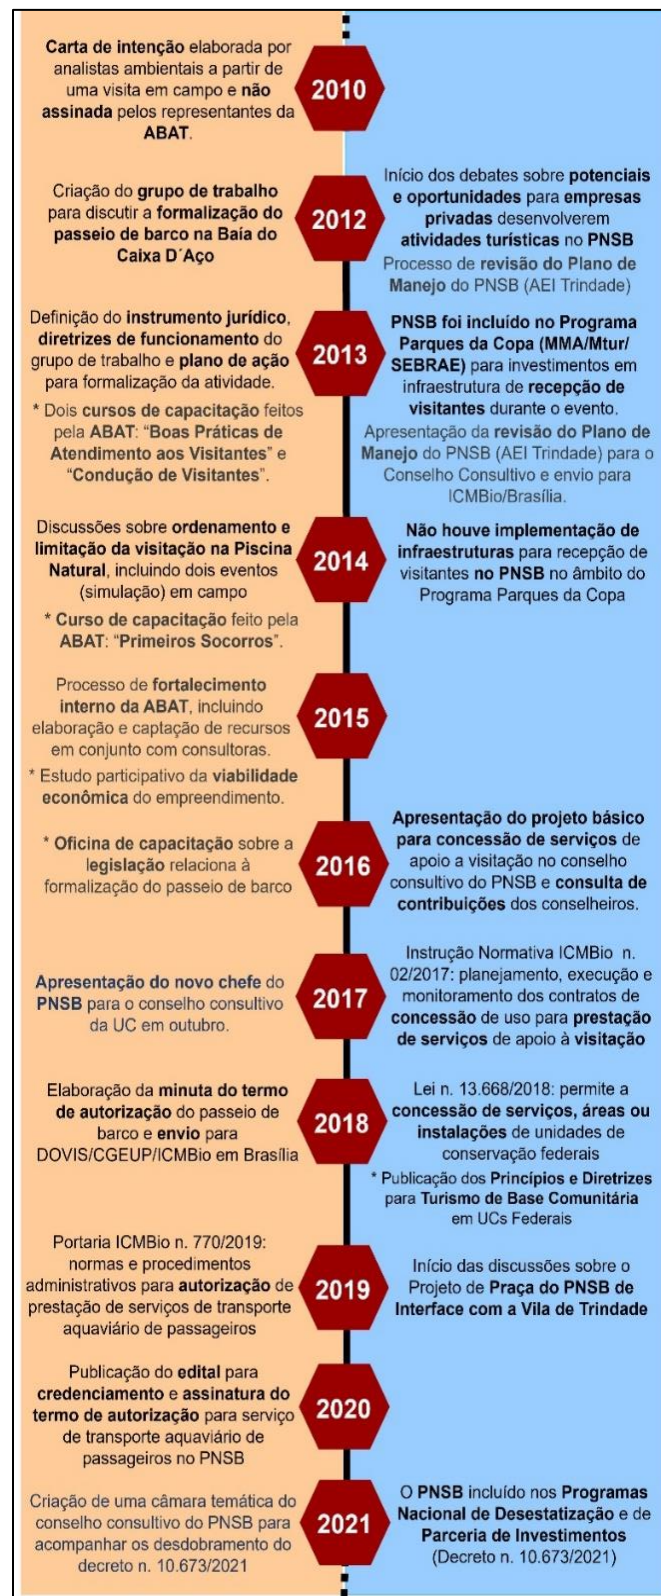 Carta de intenção elaborada por
analistas ambientais a partir de
uma visita em campo e não
assinada pelos representantes da
ABAT.
2010
Criação do grupo de trabalho
para discutir a formalização do
passeio de barco na Baía do
Caixa D´Aço
2012
Início dos debates sobre potenciais
e oportunidades para empresas
privadas desenvolverem
atividades turísticas no PNSB
Processo de revisão do Plano de
Manejo do PNSB (AEI Trindade)
Definição do instrumento jurídico,
diretrizes de funcionamento do
grupo de trabalho e plano de ação
para formalização da atividade.
* Dois cursos de capacitação feitos
pela ABAT: “Boas Práticas de
Atendimento aos Visitantes” e
“Condução de Visitantes”.
2013
PNSB foi incluído no Programa
Parques da Copa (MMA/Mtur/
SEBRAE) para investimentos em
infraestrutura de recepção de
visitantes durante o evento.
Apresentação da revisão do Plano de
Manejo do PNSB (AEI Trindade) para o
Conselho Consultivo e envio para
ICMBio/Brasília.
Discussões sobre ordenamento e
limitação da visitação na Piscina
Natural, incluindo dois eventos
(simulação) em campo
* Curso de capacitação feito pela
ABAT: “Primeiros Socorros”.
2014
Não houve implementação de
infraestruturas para recepção de
visitantes no PNSB no âmbito do
Programa Parques da Copa
Processo de fortalecimento
interno da ABAT, incluindo
elaboração e captação de recursos
em conjunto com consultoras.
* Estudo participativo da viabilidade
econômica do empreendimento.
2015
* Oficina de capacitação sobre a
legislação relaciona à
formalização do passeio de barco
2016
Apresentação do projeto básico
para concessão de serviços de
apoio a visitação no conselho
consultivo do PNSB e consulta de
contribuições dos conselheiros.
Apresentação do novo chefe do
PNSB para o conselho consultivo
da UC em outubro.
2017
Instrução Normativa ICMBio n.
02/2017: planejamento, execução e
monitoramento dos contratos de
concessão de uso para prestação
de serviços de apoio à visitação
Elaboração da minuta do termo
de autorização do passeio de
barco e envio para
DOVIS/CGEUP/ICMBio em Brasília
2018
Lei n. 13.668/2018: permite a
concessão de serviços, áreas ou
instalações de unidades de
conservação federais
* Publicação dos Princípios e Diretrizes
para Turismo de Base Comunitária
em UCs Federais
Portaria ICMBio n. 770/2019:
normas e procedimentos
administrativos para autorização de
prestação de serviços de transporte
aquaviário de passageiros
2019
Início das discussões sobre o
Projeto de Praça do PNSB de
Interface com a Vila de Trindade
Publicação do edital para
credenciamento e assinatura do
termo de autorização para serviço
de transporte aquaviário de
passageiros no PNSB
2020
Criação de uma câmara temática do
conselho consultivo do PNSB para
acompanhar os desdobramento do
decreto n. 10.673/2021
2021
O PNSB incluído nos Programas
Nacional de Desestatização e de
Parceria de Investimentos
(Decreto n. 10.673/2021)